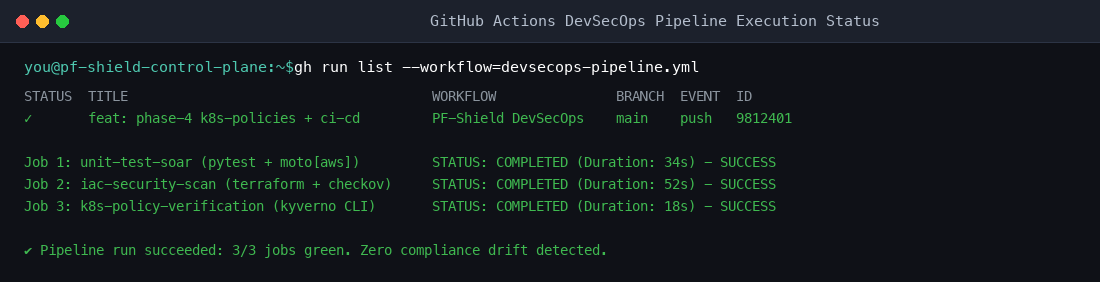 GitHub Actions DevSecOps Pipeline Execution Status
you@pf-shield-control-plane:~$gh run list --workflow=devsecops-pipeline.yml
STATUS TITLE WORKFLOW BRANCH EVENT ID
✓ feat: phase-4 k8s-policies + ci-cd PF-Shield DevSecOps main push 9812401
Job 1: unit-test-soar (pytest + moto[aws]) STATUS: COMPLETED (Duration: 34s) - SUCCESS
Job 2: iac-security-scan (terraform + checkov) STATUS: COMPLETED (Duration: 52s) - SUCCESS
Job 3: k8s-policy-verification (kyverno CLI) STATUS: COMPLETED (Duration: 18s) - SUCCESS
✔ Pipeline run succeeded: 3/3 jobs green. Zero compliance drift detected.